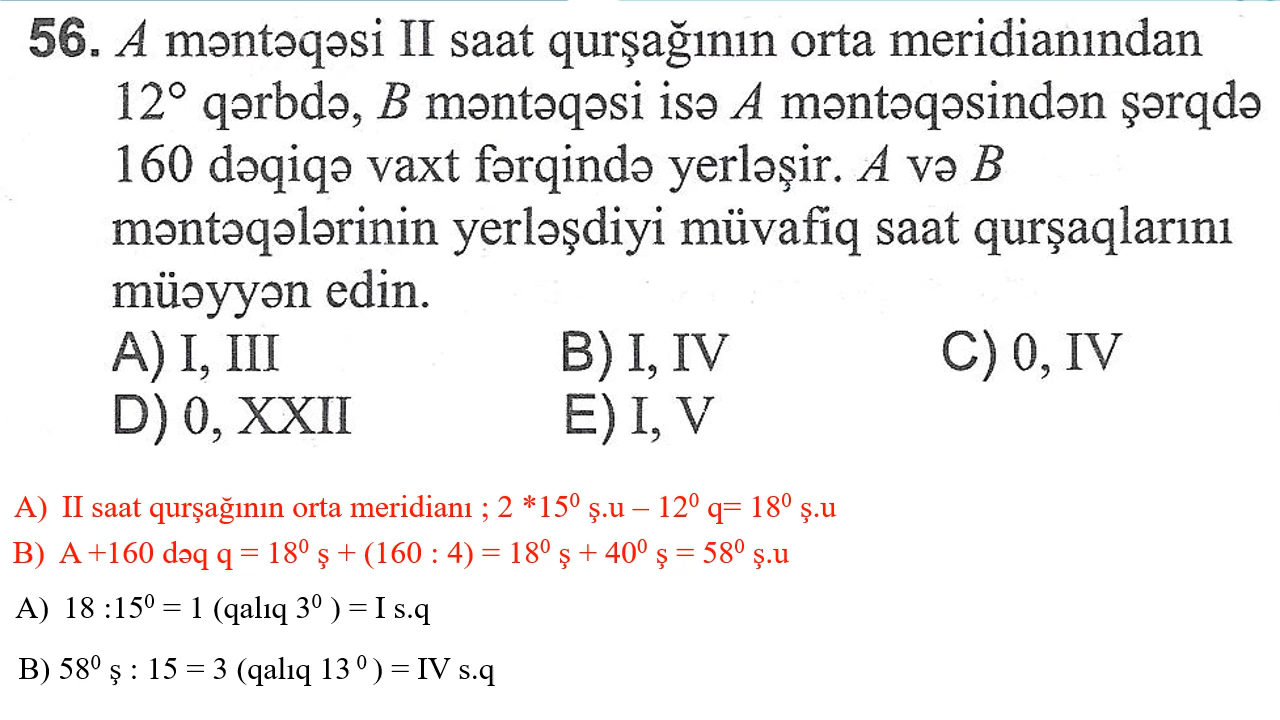 56. A məntəqəsi II saat qurşağının orta meridianından
12° qərbdə, B məntəqəsi isə A məntəqəsindən şərqdə
160 dəqiqə vaxt fərqində yerləşir. A və B
məntəqələrinin yerləşdiyi müvafiq saat qurşaqlarını
müəyyən edin.
A) I, III B) I, IV C) 0, IV
D) 0, XXII E) I, V
A) II saat qurşağının orta meridianı ; 2 *15⁰ ş.u – 12⁰ q= 18⁰ ş.u
B) A +160 dəq q = 18⁰ ş + (160 : 4) = 18⁰ ş + 40⁰ ş = 58⁰ ş.u
A) 18 :15⁰ = 1 (qalıq 3⁰ ) = I s.q
B) 58⁰ ş : 15 = 3 (qalıq 13 ⁰ ) = IV s.q